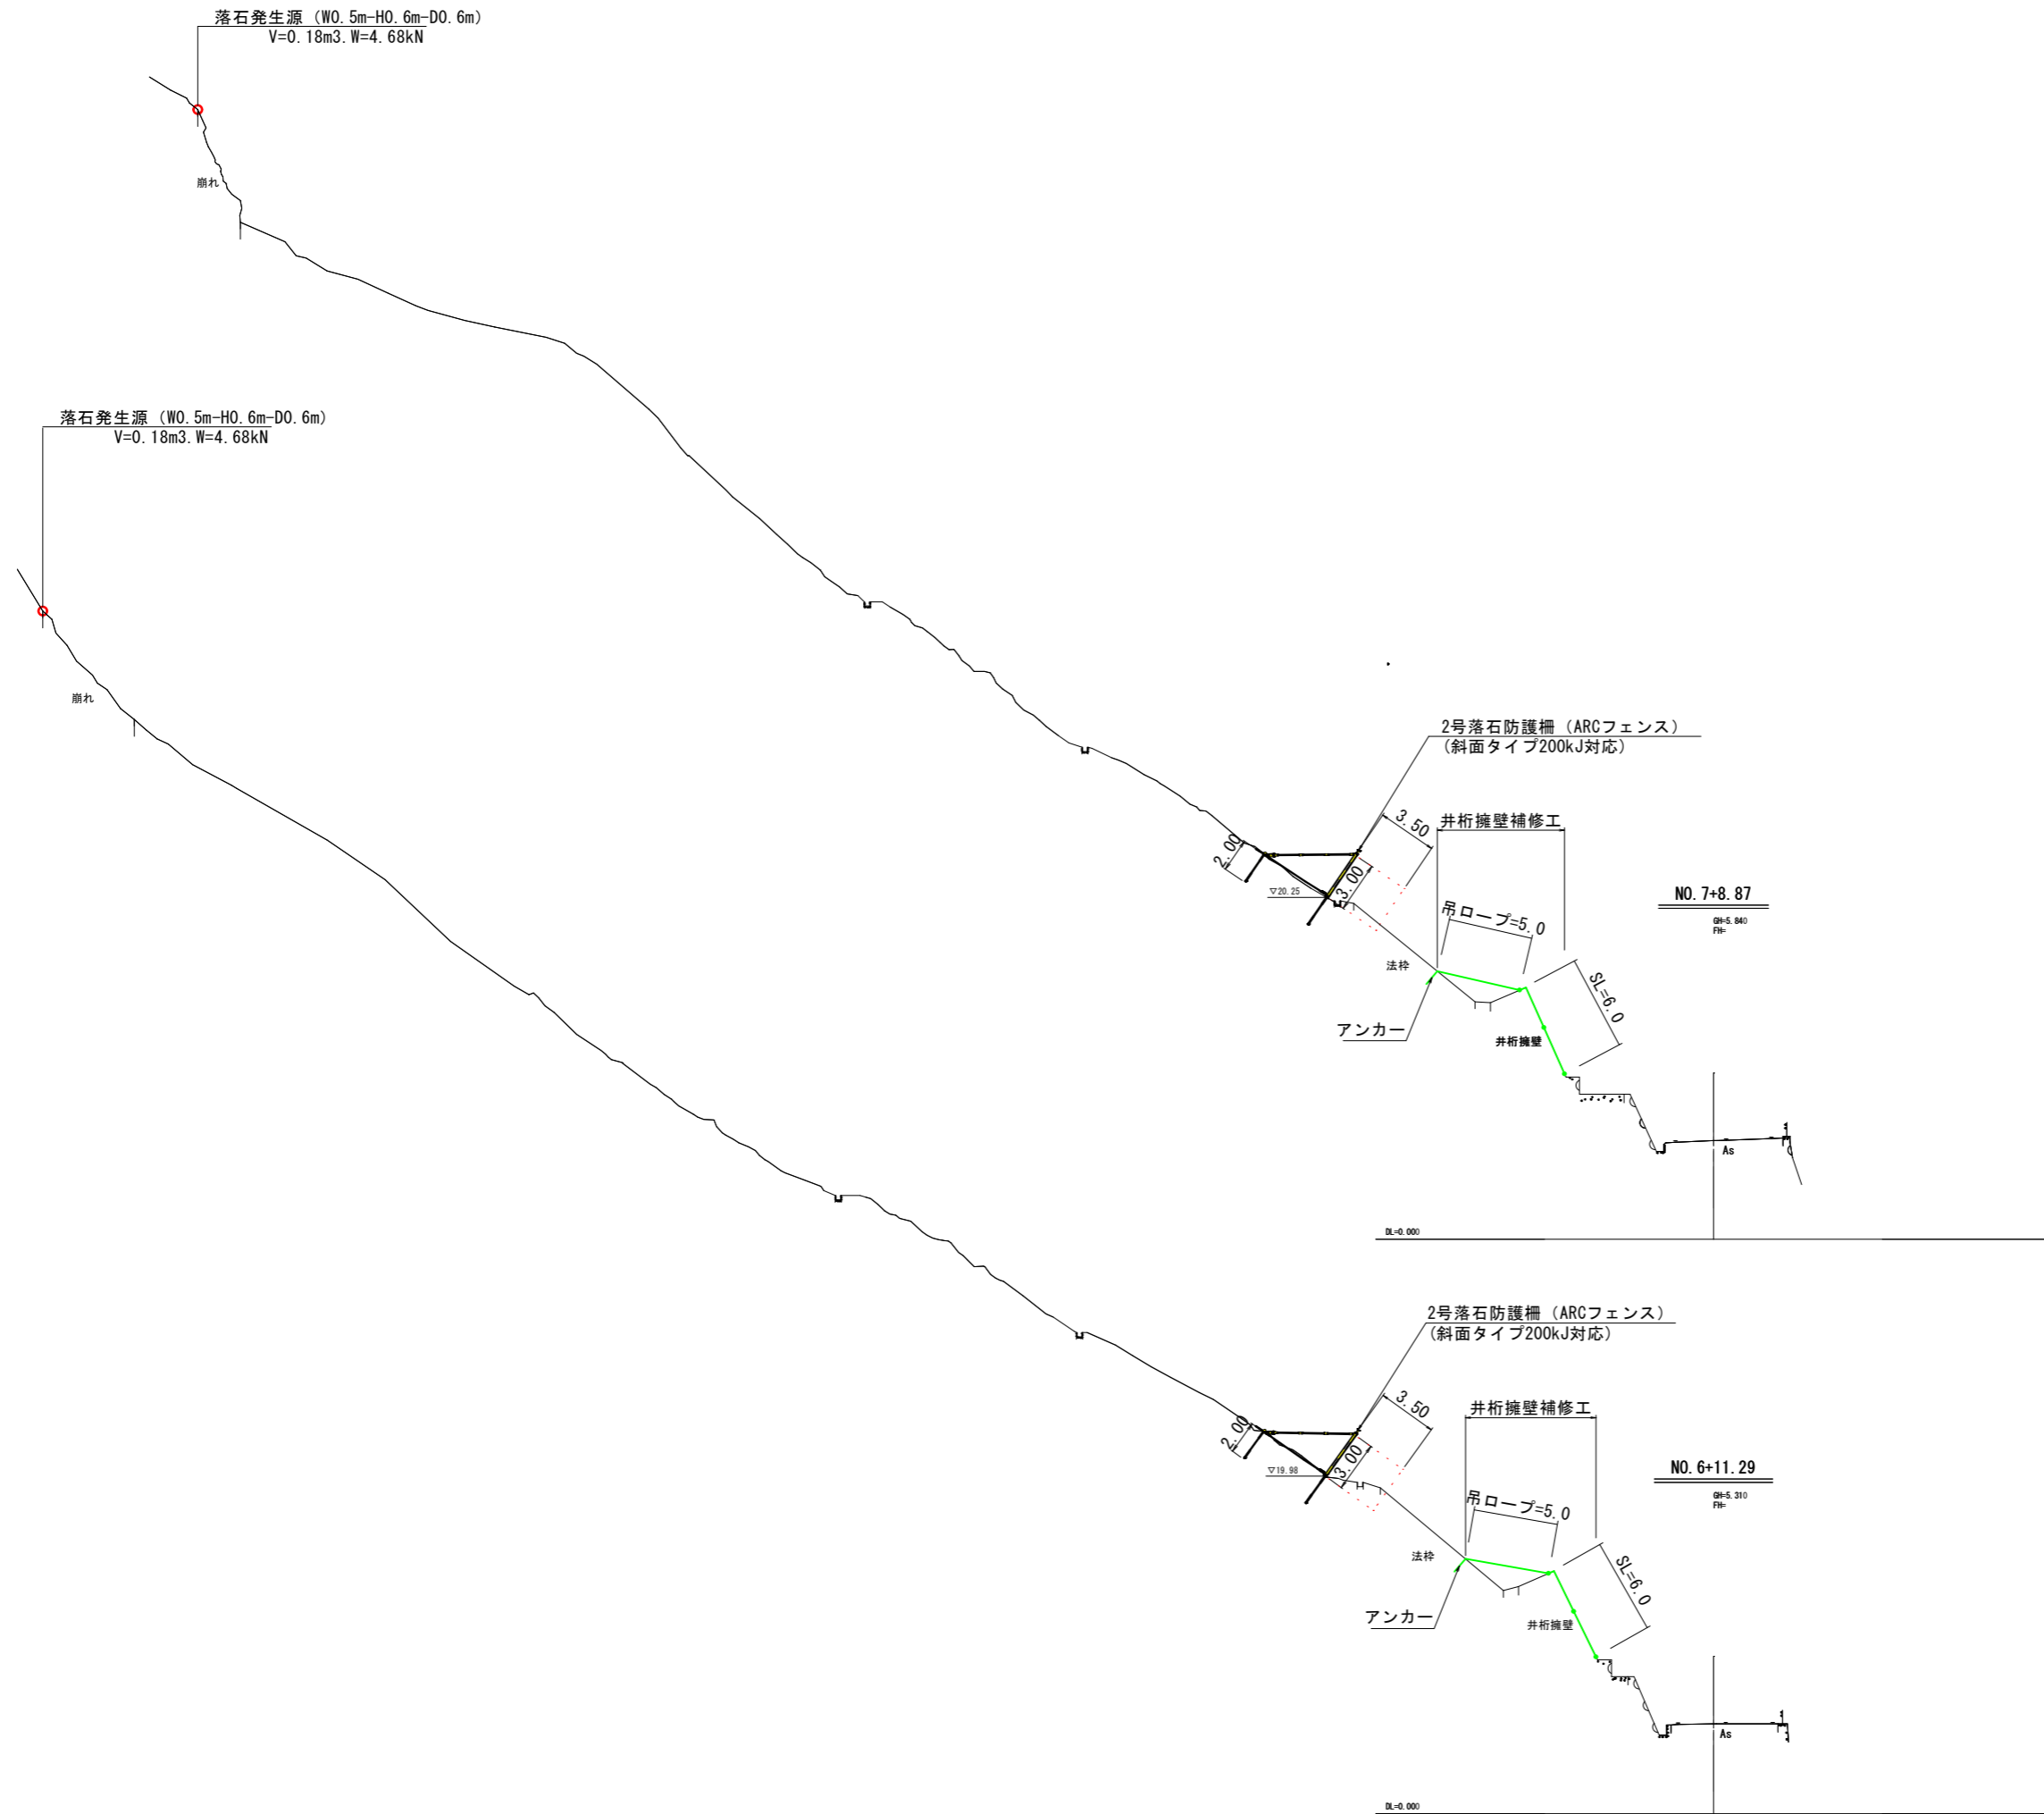 落石発生源（W0.5m-H0.6m-D0.6m）
V=0.18m3.W=4.68kN
崩れ
落石発生源（W0.5m-H0.6m-D0.6m）
V=0.18m3.W=4.68kN
崩れ
2号落石防護柵（ARCフェンス）
（斜面タイプ200kJ対応）
3.50
井桁擁壁補修工
2.00
3.00
▽20.25
NO.7+8.87
GH=5.840
FH=
吊ロープ=5.0
法枠
SL=6.0
アンカー
井桁擁壁
As
DL=0.000
2号落石防護柵（ARCフェンス）
（斜面タイプ200kJ対応）
3.50
井桁擁壁補修工
2.00
3.00
▽19.98
NO.6+11.29
GH=5.310
FH=
吊ロープ=5.0
法枠
SL=6.0
アンカー
井桁擁壁
As
DL=0.000